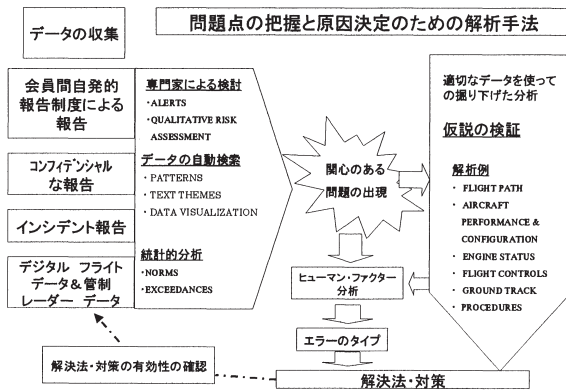 問題点の把握と原因決定のための解析手法
データの収集
会員間自発的
報告制度による
報告
コンフィデンシャル
な報告
インシデント報告
デジタル フライト
データ＆管制
レーダー データ
専門家による検討
・ALERTS
・QUALITATIVE RISK
ASSESSMENT
データの自動検索
・PATTERNS
・TEXT THEMES
・DATA VISUALIZATION
統計的分析
・NORMS
・EXCEEDANCES
関心のある
問題の出現
適切なデータを使って
の掘り下げた分析
仮説の検証
解析例
・ FLIGHT PATH
・ AIRCRAFT
PERFORMANCE &
CONFIGURATION
・ ENGINE STATUS
・ FLIGHT CONTROLS
・ GROUND TRACK
・ PROCEDURES
ヒューマン・ファクター
分析
エラーのタイプ
解決法・対策
解決法・対策の有効性の確認